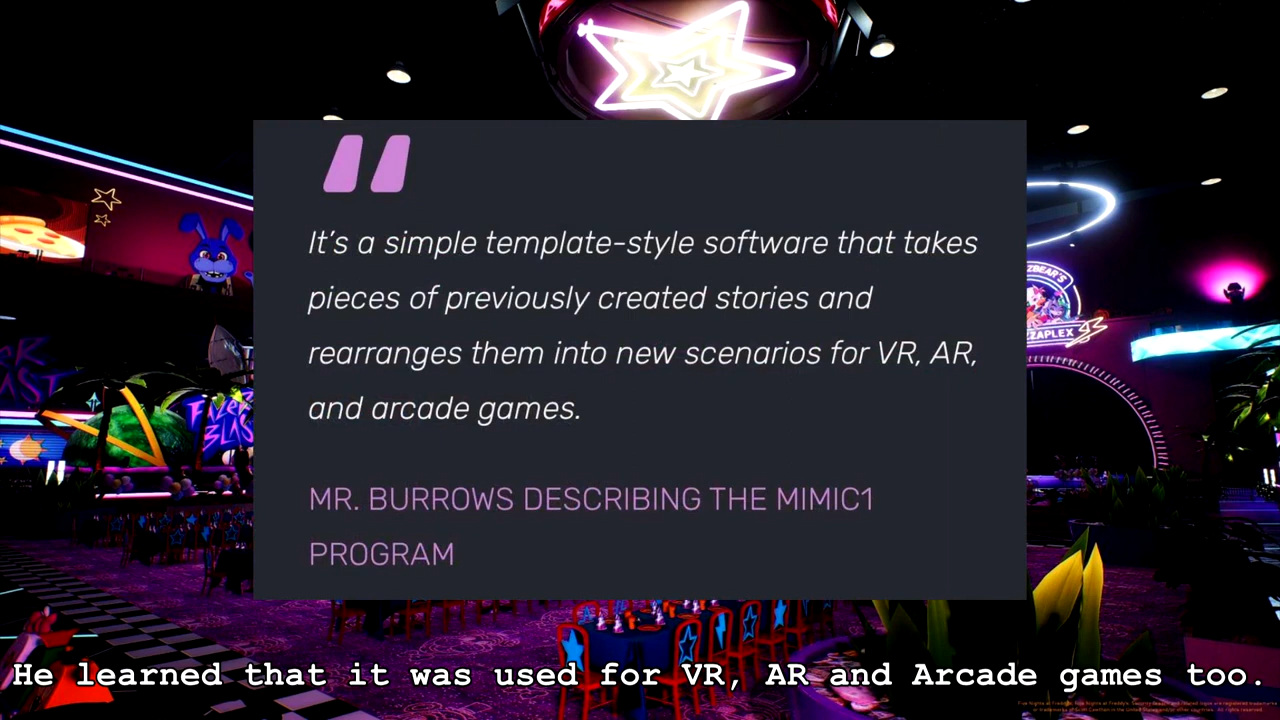 It's a simple template-style software that takes
pieces of previously created stories and
rearranges them into new scenarios for VR, AR,
and arcade games.
MR. BURROWS DESCRIBING THE MIMIC1
PROGRAM
FAZER
BLAST
He learned that it was used for VR, AR and Arcade games too.